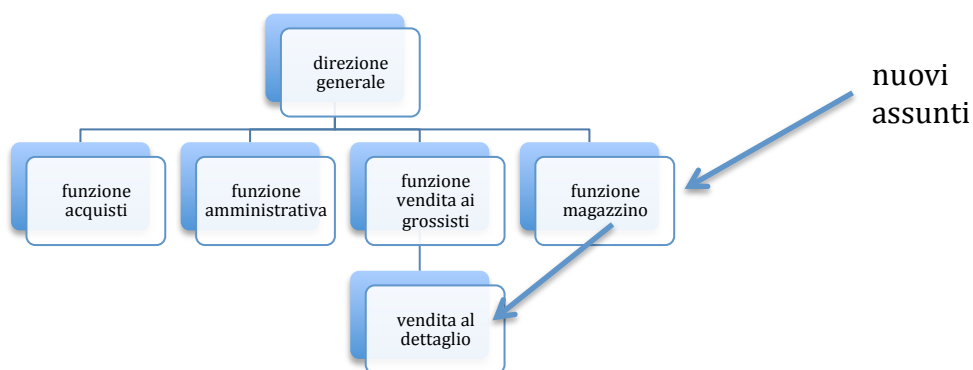 direzione
generale
nuovi
assunti
funzione
acquisti
funzione
amministrativa
funzione
vendita ai
grossisti
funzione
magazzino
vendita al
dettaglio